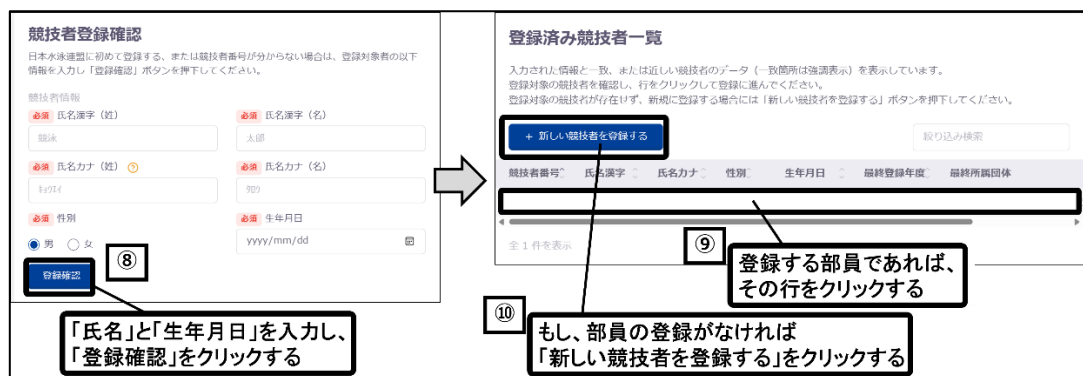 競技者登録確認
日本水泳連盟に初めて登録する、または競技者番号が分からない場合は、登録対象者の以下
情報を入力し「登録確認」ボタンを押下してください。
競技者情報
必須 氏名漢字（姓）
必須 氏名漢字（名）
競泳
太郎
必須 氏名カナ（姓） ?
必須 氏名カナ（名）
ｷｮｳｴｲ
ﾀﾛｳ
必須 性別
必須 生年月日
男 女
yyyy/mm/dd
⑧
登録確認
「氏名」と「生年月日」を入力し、
「登録確認」をクリックする
登録済み競技者一覧
入力された情報と一致、または近しい競技者のデータ（一致箇所は強調表示）を表示しています。
登録対象の競技者を確認し、行をクリックして登録に進んでください。
登録対象の競技者が存在せず、新規に登録する場合には「新しい競技者を登録する」ボタンを押下してください。
+ 新しい競技者を登録する
絞り込み検索
競技者番号 氏名漢字 氏名カナ 性別 生年月日 最終登録年度 最終所属団体
全 1 件を表示
⑨
登録する部員であれば、
その行をクリックする
⑩
もし、部員の登録がなければ
「新しい競技者を登録する」をクリックする